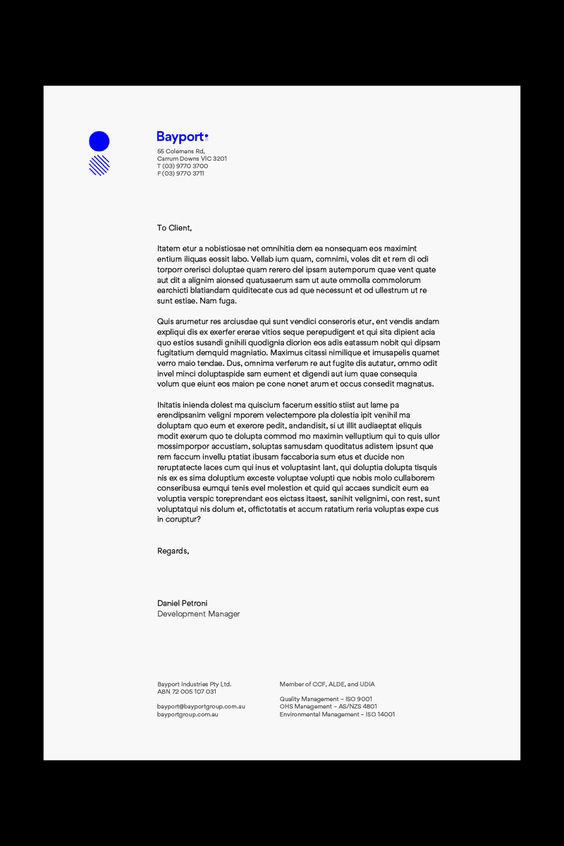 Bayport
55 Colemans Rd,
Carrum Downs VIC 3201
T (03) 9770 3700
F (03) 9770 3711
To Client,
Itatem etur a nobistiosae net omnihitia dem ea nonsequam eos maximint
entium iliquas eossit labo. Vellab ium quam, comnimi, voles dit et rem di odi
torporr orerisci doluptae quam rerero del ipsam autemporum quae vent quate
aut dit a alignim aionsed quatusaerum sam ut aute ommolla commolorum
earchicti blatiandam quiditecate cus ad que necessunt et od ullestrum ut re
sunt estiae. Nam fuga.
Quis arumetur res arciusdae qui sunt vendici conseroris etur, ent vendis andam
expliqui dis ex exerfer ererae vitios seque perepudigent et qui sita dipient acia
quo estios susandi gnihili quodignia diorion eos adis eatassum nobit qui dipsam
fugitatium demquid magniatio. Maximus citassi nimilique et imusapelis quamet
verro maio tendae. Dus, omnima verferum re aut fugite dis autatur, ommo odit
invel minci doluptaspide sam eument et digendi aut ium quae consequia
volum que eiunt eos maion pe cone nonet arum et occus consedit magnatus.
Ihitatis inienda dolest ma quiscium facerum essitio stiist aut lame pa
erendipsanim veligni mporem velectempore pla dolestia ipit venihil ma
doluptam quo eum et exerore pedit, andandisit, si ut illit audiaeptat eliquis
modit exerum quo te dolupta commod mo maximin velluptium qui to quis ullor
mossimporpor accustiam, soluptas samusdam quoditatus adistem ipsunt que
rem faccum invellu ptatiat ibusam faccaboria sum etus et ducide non
reruptatecte laces cum qui inus et voluptasint lant, qui doluptia dolupta tisquis
nis ex es sima doluptium exceste voluptae volupti que nobis molo cullaborem
conseribusa eumqui tenis evel molestion et quid qui accaes sundicit eum ea
voluptia verspic toreprendant eos eictass itaest, sanihit velignimi, con rest, sunt
voluptatqui nis dolum et, offictotatis et accum ratatium reria voluptas expe cus
in coruptur?
Regards,
Daniel Petroni
Development Manager
Bayport Industries Pty Ltd. Member of CCF, ALDE, and UDIA
ABN 72 005 107 031
Quality Management – ISO 9001
bayport@bayportgroup.com.au OHS Management – AS/NZS 4801
bayportgroup.com.au Environmental Management – ISO 14001